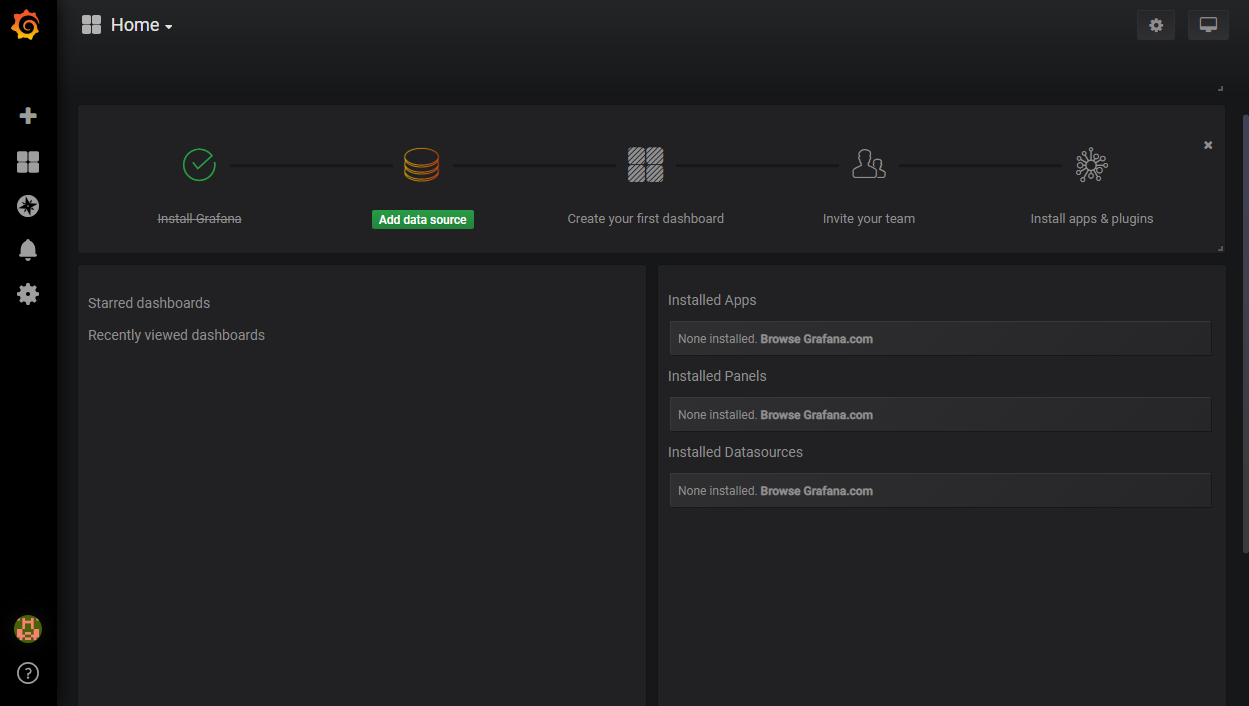 Home
Install Grafana
Add data source
Create your first dashboard
Invite your team
Install apps & plugins
Starred dashboards
Recently viewed dashboards
Installed Apps
None installed. Browse Grafana.com
Installed Panels
None installed. Browse Grafana.com
Installed Datasources
None installed. Browse Grafana.com
?